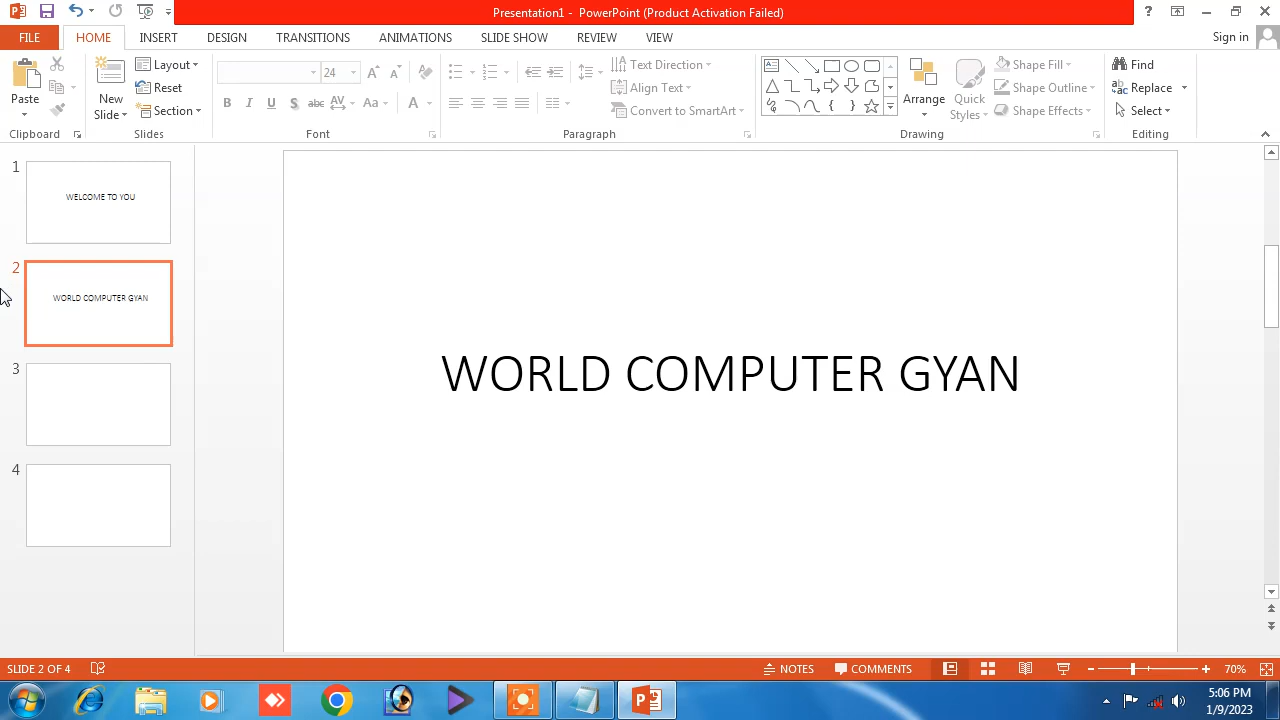 Presentation1 - PowerPoint (Product Activation Failed)
?
FILE HOME INSERT DESIGN TRANSITIONS ANIMATIONS SLIDE SHOW REVIEW VIEW Sign in
Paste
New Slide
Layout
Reset
Section
24
B I U S abc AV Aa A
Text Direction
Align Text
Convert to SmartArt
Arrange
Quick Styles
Shape Fill
Shape Outline
Shape Effects
Find
Replace
Select
Clipboard Slides Font Paragraph Drawing Editing
1
WELCOME TO YOU
2
WORLD COMPUTER GYAN
3
4
WORLD COMPUTER GYAN
SLIDE 2 OF 4 NOTES COMMENTS 70%
5:06 PM
1/9/2023